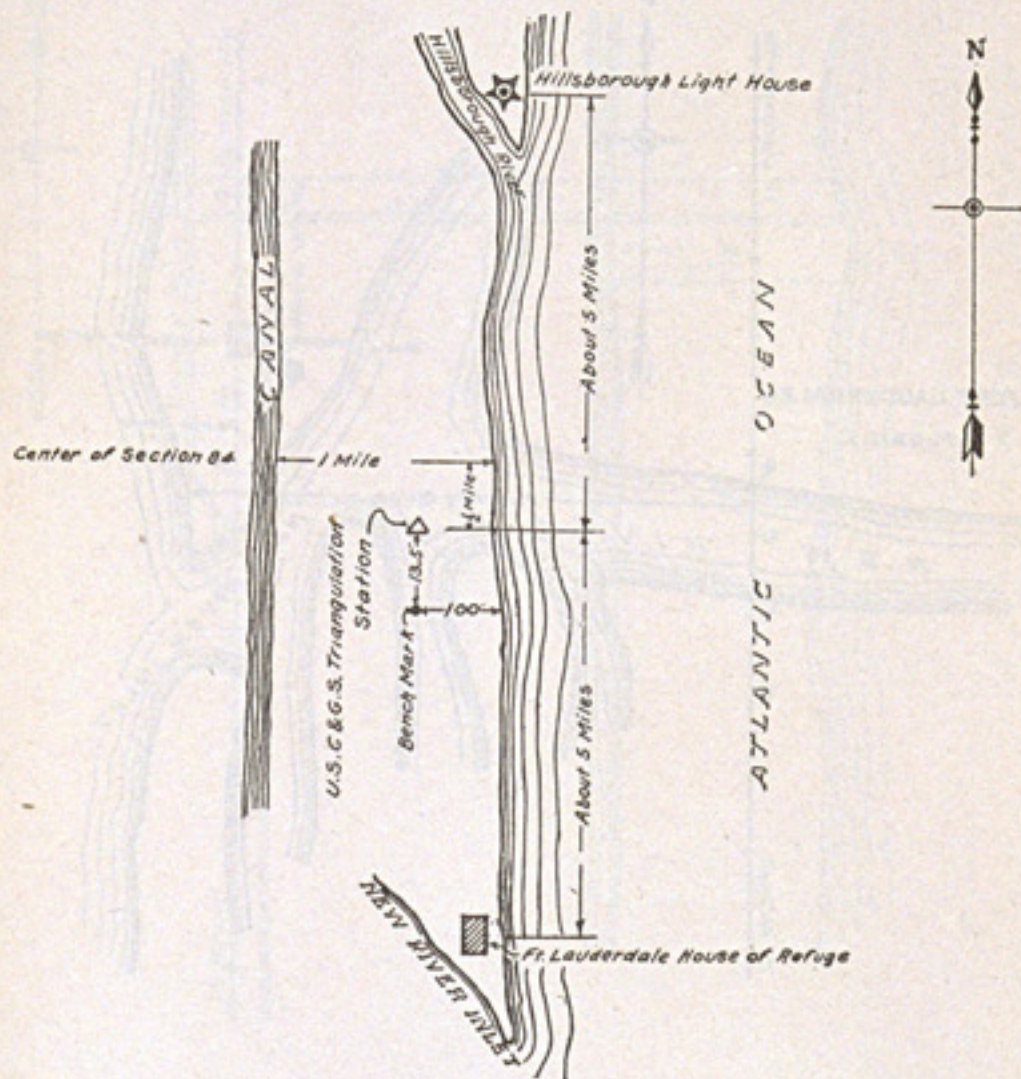 N
Hillsborough Light House
Hillsborough River
About 5 Miles
CANAL
OCEAN
Center of Section 84
1 Mile
½ Mile
U.S.C & G.S. Triangulation
Station
13.5
100
Bench Mark
ATLANTIC
About 5 Miles
NEW RIVER INLET
Ft. Lauderdale House of Refuge